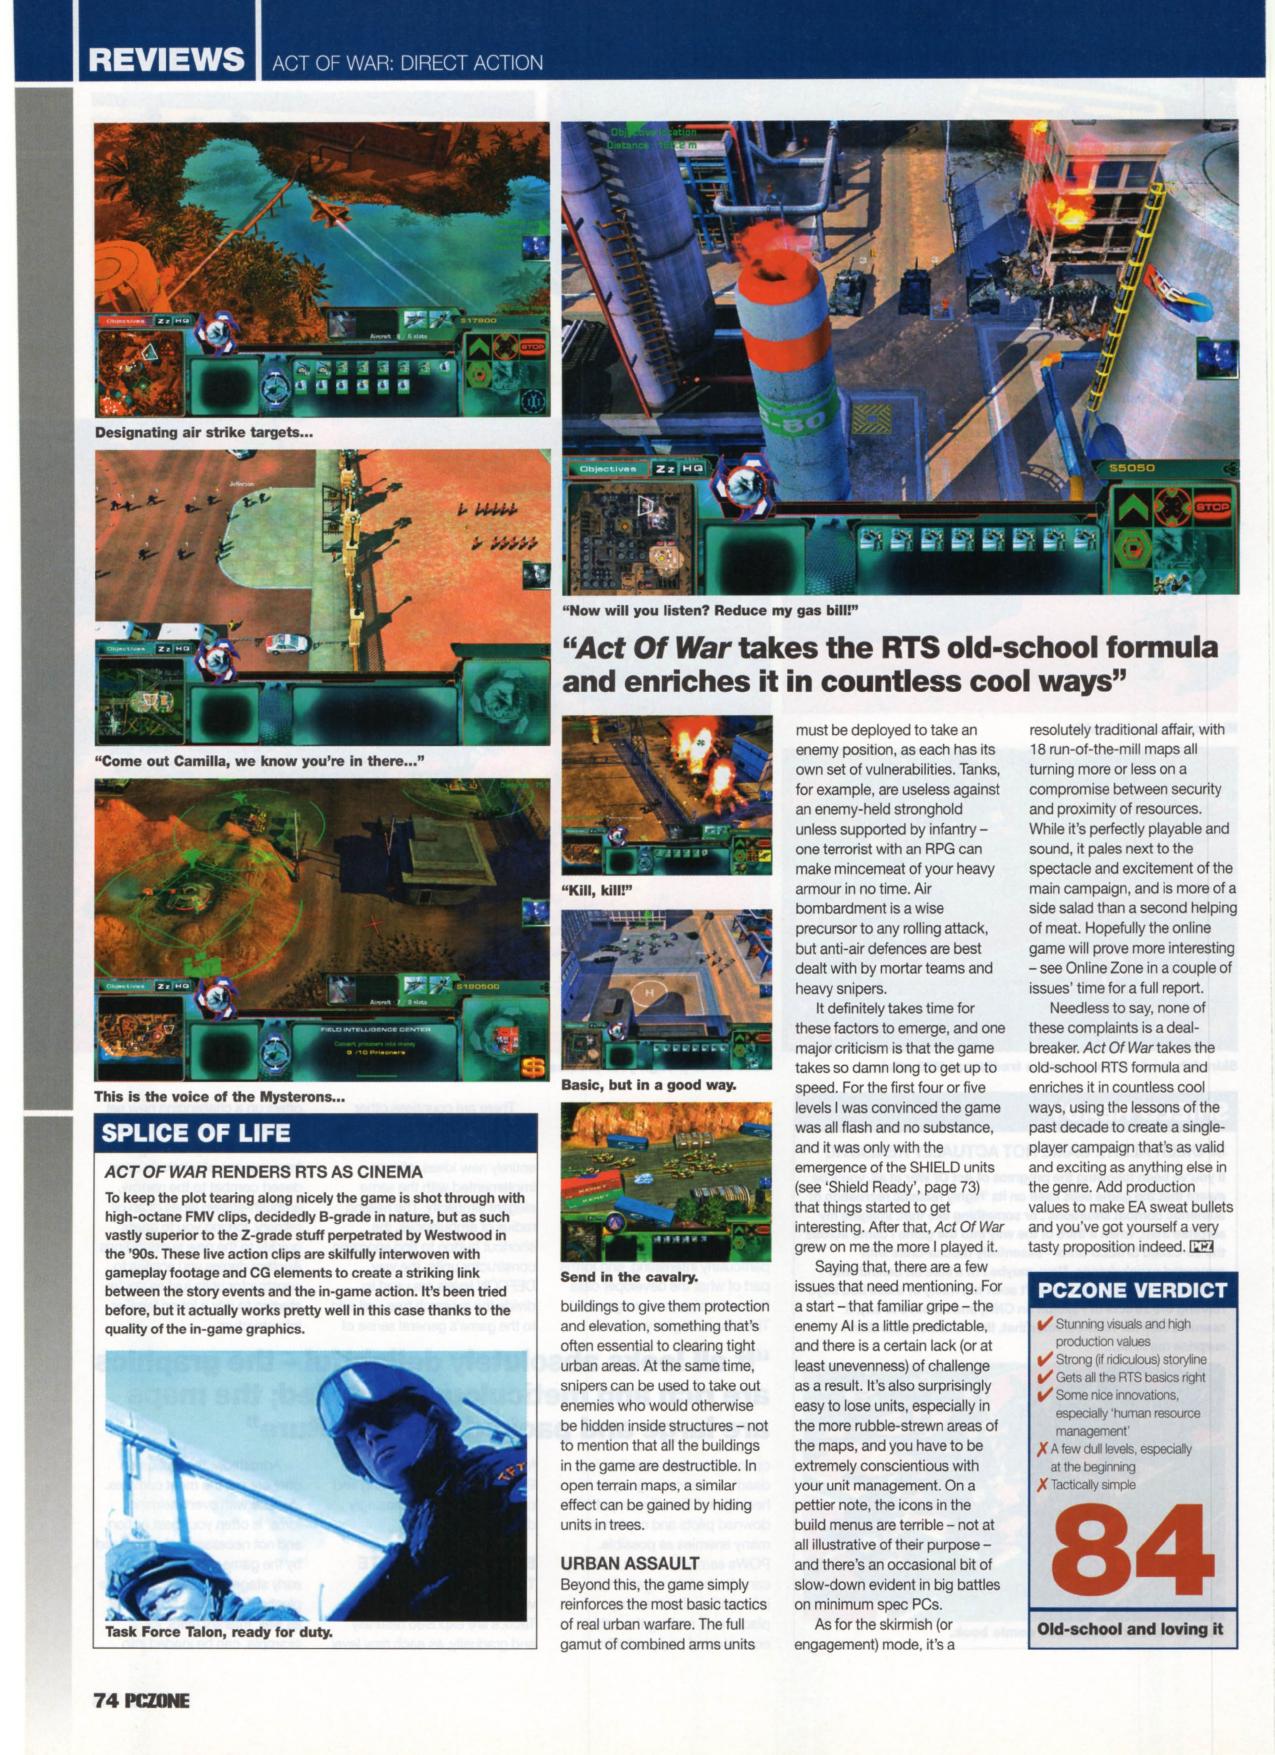 REVIEWS
ACT OF WAR: DIRECT ACTION
Objectives Zz HQ
Aircraft
$17800
STOP
Designating air strike targets...
Jefferson
Objectives Zz HQ
"Come out Camilla, we know you're in there..."
Objectives Zz HQ
$180500
FIELD INTELLIGENCE CENTER
Convert prisoners into money
9 /10 Prisoners
This is the voice of the Mysterons...
Objective location
Distance
Objectives Zz HQ
$5050
STOP
"Now will you listen? Reduce my gas bill!"
"Act Of War takes the RTS old-school formula
and enriches it in countless cool ways"
"Kill, kill!"
H
Basic, but in a good way.
Send in the cavalry.
SPLICE OF LIFE
ACT OF WAR RENDERS RTS AS CINEMA
To keep the plot tearing along nicely the game is shot through with
high-octane FMV clips, decidedly B-grade in nature, but as such
vastly superior to the Z-grade stuff perpetrated by Westwood in
the '90s. These live action clips are skilfully interwoven with
gameplay footage and CG elements to create a striking link
between the story events and the in-game action. It's been tried
before, but it actually works pretty well in this case thanks to the
quality of the in-game graphics.
TFT
Task Force Talon, ready for duty.
buildings to give them protection
and elevation, something that's
often essential to clearing tight
urban areas. At the same time,
snipers can be used to take out
enemies who would otherwise
be hidden inside structures – not
to mention that all the buildings
in the game are destructible. In
open terrain maps, a similar
effect can be gained by hiding
units in trees.
URBAN ASSAULT
Beyond this, the game simply
reinforces the most basic tactics
of real urban warfare. The full
gamut of combined arms units
must be deployed to take an
enemy position, as each has its
own set of vulnerabilities. Tanks,
for example, are useless against
an enemy-held stronghold
unless supported by infantry –
one terrorist with an RPG can
make mincemeat of your heavy
armour in no time. Air
bombardment is a wise
precursor to any rolling attack,
but anti-air defences are best
dealt with by mortar teams and
heavy snipers.
It definitely takes time for
these factors to emerge, and one
major criticism is that the game
takes so damn long to get up to
speed. For the first four or five
levels I was convinced the game
was all flash and no substance,
and it was only with the
emergence of the SHIELD units
(see 'Shield Ready', page 73)
that things started to get
interesting. After that, Act Of War
grew on me the more I played it.
Saying that, there are a few
issues that need mentioning. For
a start – that familiar gripe – the
enemy AI is a little predictable,
and there is a certain lack (or at
least unevenness) of challenge
as a result. It's also surprisingly
easy to lose units, especially in
the more rubble-strewn areas of
the maps, and you have to be
extremely conscientious with
your unit management. On a
pettier note, the icons in the
build menus are terrible – not at
all illustrative of their purpose –
and there's an occasional bit of
slow-down evident in big battles
on minimum spec PCs.
As for the skirmish (or
engagement) mode, it's a
resolutely traditional affair, with
18 run-of-the-mill maps all
turning more or less on a
compromise between security
and proximity of resources.
While it's perfectly playable and
sound, it pales next to the
spectacle and excitement of the
main campaign, and is more of a
side salad than a second helping
of meat. Hopefully the online
game will prove more interesting
– see Online Zone in a couple of
issues' time for a full report.
Needless to say, none of
these complaints is a deal-
breaker. Act Of War takes the
old-school RTS formula and
enriches it in countless cool
ways, using the lessons of the
past decade to create a single-
player campaign that's as valid
and exciting as anything else in
the genre. Add production
values to make EA sweat bullets
and you've got yourself a very
tasty proposition indeed. PCZ
PCZONE VERDICT
Stunning visuals and high
production values
Strong (if ridiculous) storyline
Gets all the RTS basics right
Some nice innovations,
especially 'human resource
management'
A few dull levels, especially
at the beginning
Tactically simple
84
Old-school and loving it
74 PCZONE